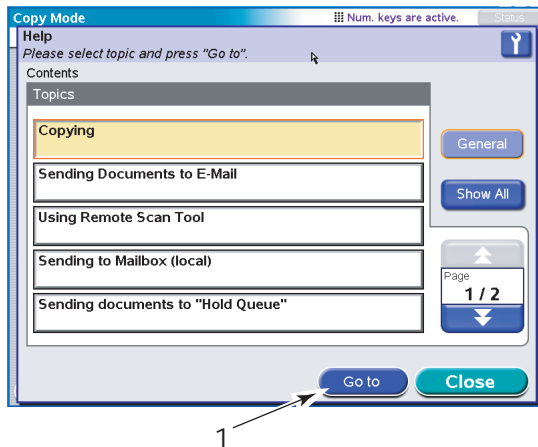 Copy Mode
Num. keys are active.
Status
Help
Please select topic and press "Go to".
Contents
Topics
Copying
General
Sending Documents to E-Mail
Show All
Using Remote Scan Tool
Sending to Mailbox (local)
Page
1 / 2
Sending documents to "Hold Queue"
Go to
Close
1